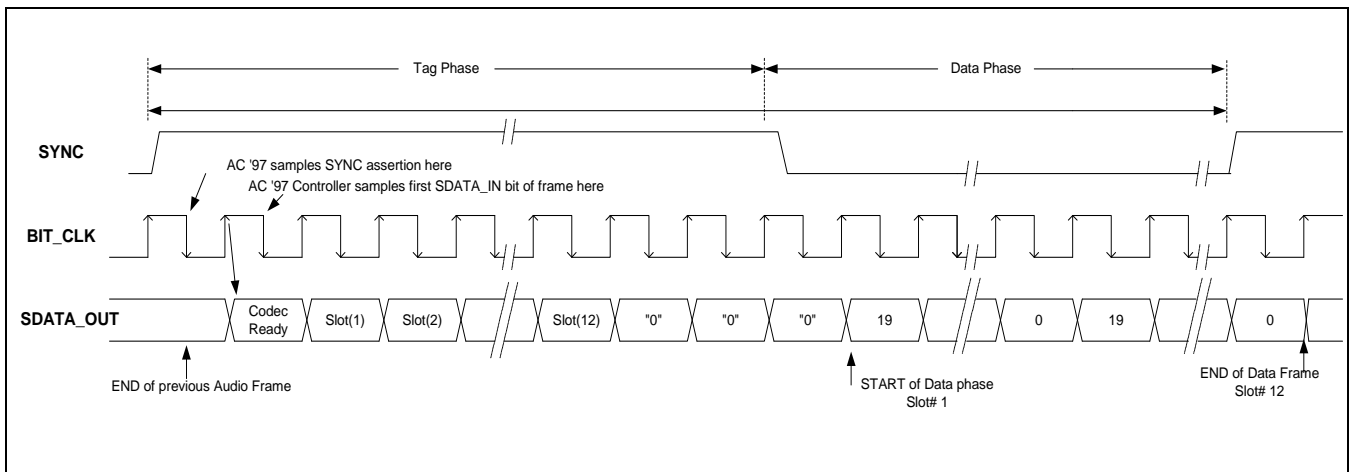 Tag Phase
Data Phase
SYNC
AC '97 samples SYNC assertion here
AC '97 Controller samples first SDATA_IN bit of frame here
BIT_CLK
SDATA_OUT
Codec
Ready
Slot(1)
Slot(2)
Slot(12)
"0"
"0"
"0"
19
0
19
0
END of previous Audio Frame
START of Data phase
Slot# 1
END of Data Frame
Slot# 12